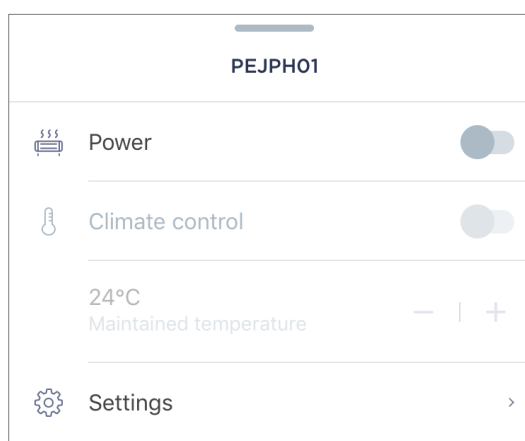 PEJPH01
Power
Climate control
24°C
Maintained temperature
Settings